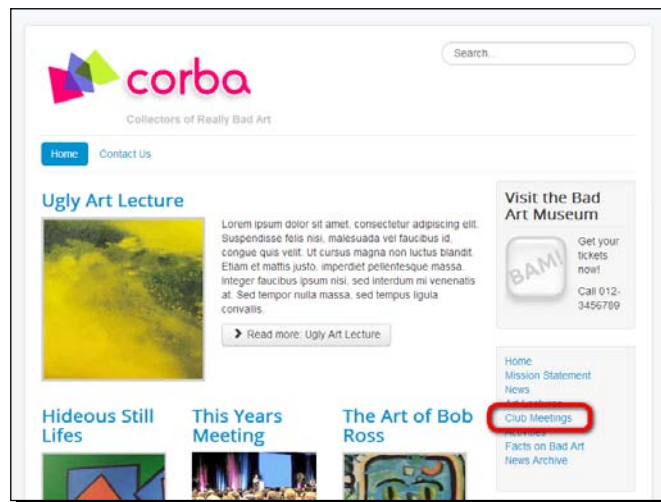 Search...
corba
Collectors of Really Bad Art
Home
Contact Us
Ugly Art Lecture
Lorem ipsum dolor sit amet, consectetur adipiscing elit.
Suspendisse felis nisi, malesuada vel faucibus id,
congue quis velit. Ut cursus magna non luctus blandit.
Etiam et mattis justo, imperdiet pellentesque massa.
Integer faucibus ipsum nisi, sed interdum mi venenatis
at. Sed tempor nulla massa, sed tempus ligula
convallis.
Read more: Ugly Art Lecture
Hideous Still
Lifes
This Years
Meeting
The Art of Bob
Ross
Visit the Bad
Art Museum
BAM!
Get your
tickets
now!
Call 012-
3456789
Home
Mission Statement
News
Art Lectures
Club Meetings
Activities
Facts on Bad Art
News Archive